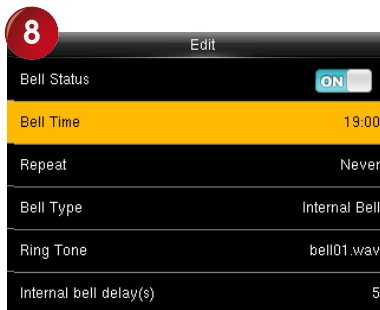 8
Edit
Bell Status ON
Bell Time 19:00
Repeat Never
Bell Type Internal Bell
Ring Tone bell01.wav
Internal bell delay(s) 5